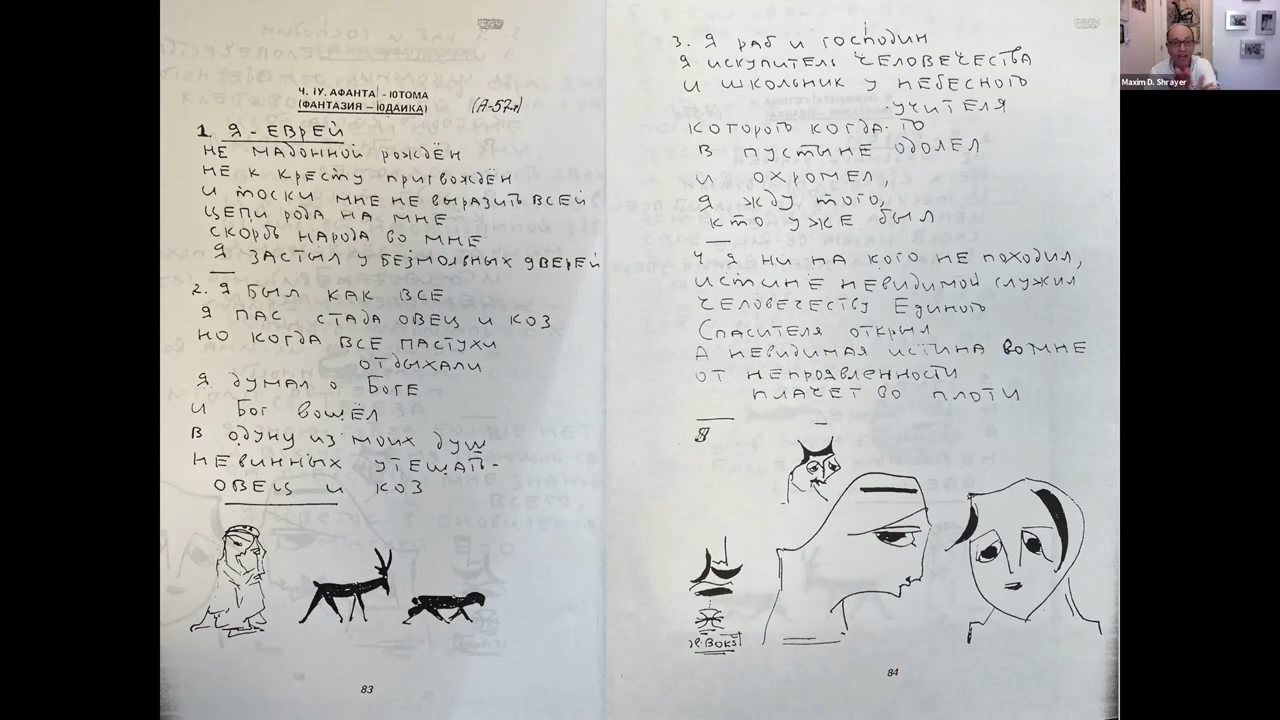 Ч. IУ. АФАНТА - ЮТОМА
(ФАНТАЗИЯ – ЮДАИКА)
1. Я - ЕВРЕЙ
НЕ МАДОННОЙ РОЖДЁН
НЕ К КРЕСТУ ПРИГВОЖДЁН
И ТОСКИ МНЕ НЕ ВЫРАЗИТЬ ВСЕЙ
ЦЕПИ РОДА НА МНЕ
СКОРБЬ НАРОДА ВО МНЕ
Я ЗАСТЫЛ У БЕЗМОЛВНЫХ ДВЕРЕЙ
2. Я БЫЛ КАК ВСЕ
Я ПАС СТАДА ОВЕЦ И КОЗ
НО КОГДА ВСЕ ПАСТУХИ
ОТДЫХАЛИ
Я ДУМАЛ О БОГЕ
И БОГ ВОШЁЛ
В ОДНУ ИЗ МОИХ ДУШ
НЕВИННЫХ УТЕШАТЬ -
ОВЕЦ И КОЗ
83
3. Я РАБ И ГОСПОДИН
Я ИСКУПИТЕЛЬ ЧЕЛОВЕЧЕСТВА
И ШКОЛЬНИК У НЕБЕСНОГО
УЧИТЕЛЯ
КОТОРОГО КОГДА-ТО
В ПУСТЫНЕ ОДОЛЕЛ
И ОХРОМЕЛ,
Я ЖДУ ТОГО,
КТО УЖЕ БЫЛ
4 Я НИ НА КОГО НЕ ПОХОДИЛ,
ИСТИНЕ НЕВИДИМОЙ СЛУЖИЛ
ЧЕЛОВЕЧЕСТВУ ЕДИНОГО
СПАСИТЕЛЯ ОТКРЫЛ
А НЕВИДИМАЯ ИСТИНА ВО МНЕ
ОТ НЕПРОЯВЛЕННОСТИ
ПЛАЧЕТ ВО ПЛОТИ
84
Maxim D. Shrayer